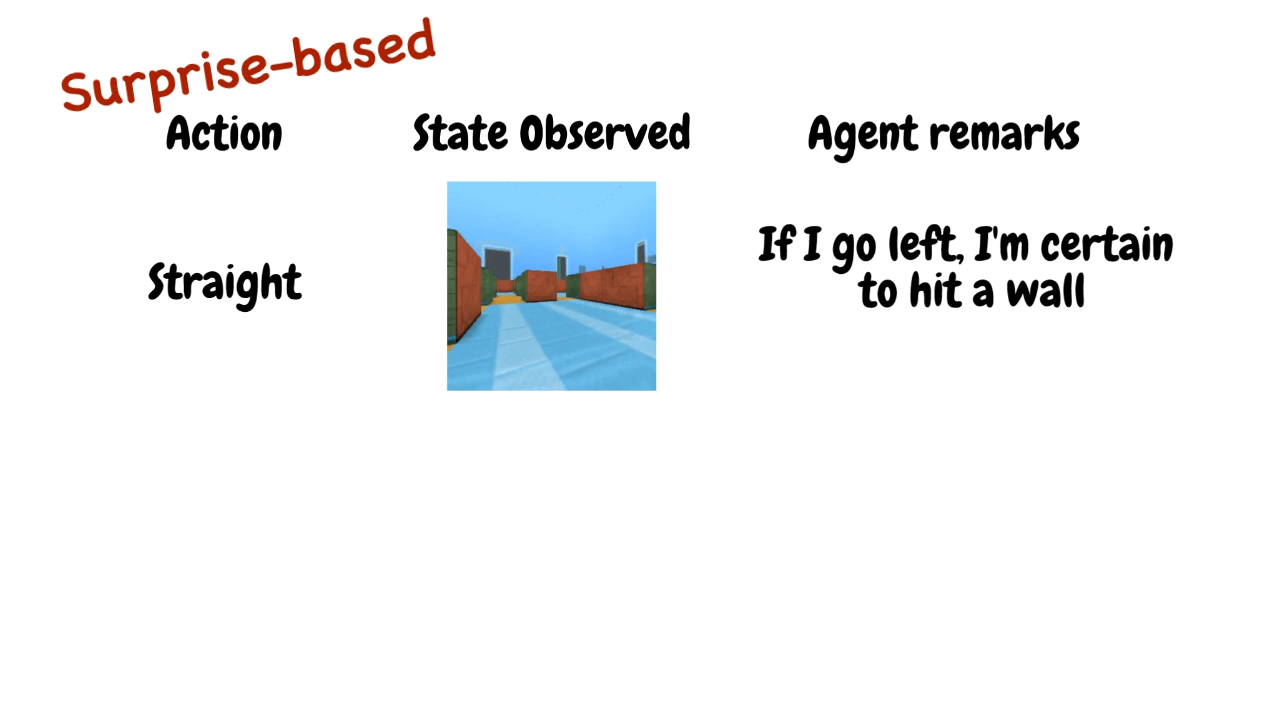 Surprise-based
Action
State Observed
Agent remarks
Straight
If I go left, I'm certain
to hit a wall